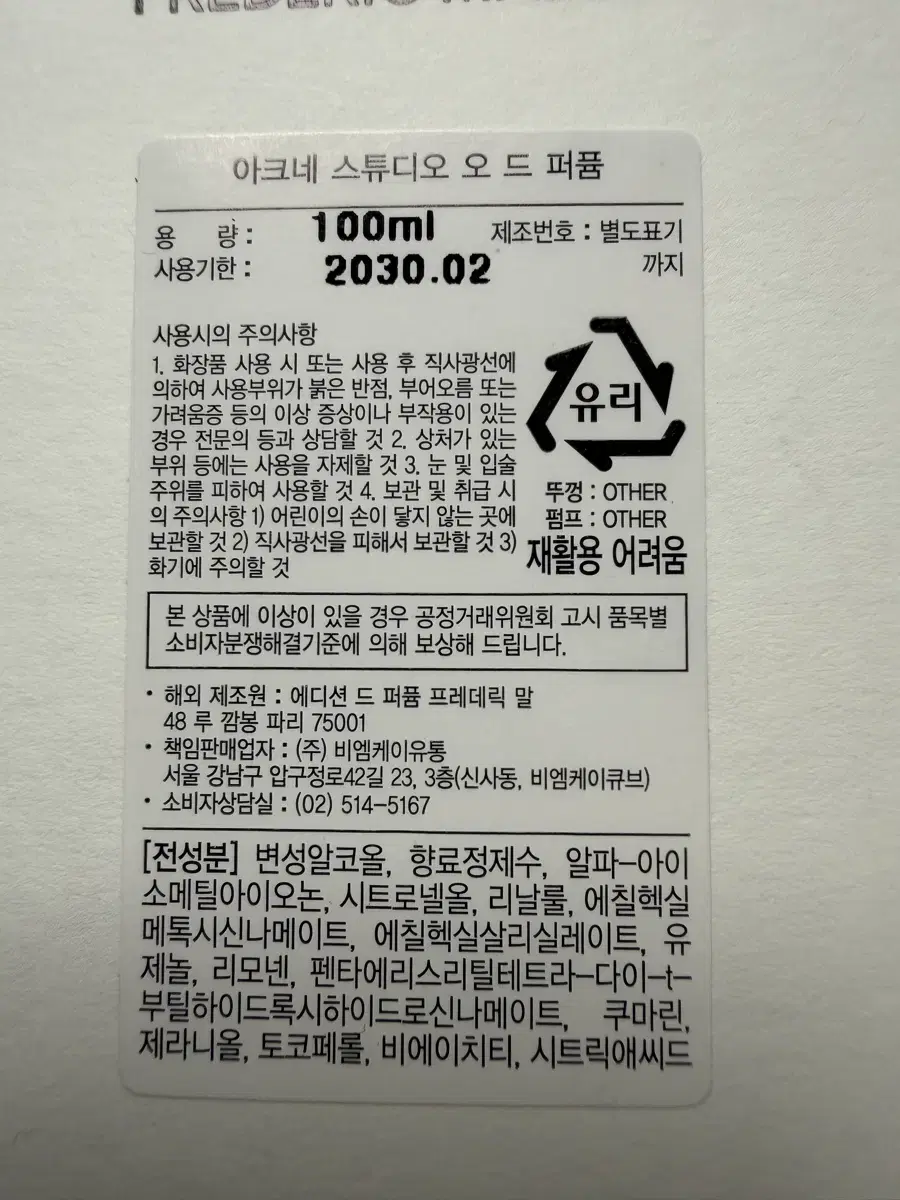 아크네 스튜디오 오 드 퍼퓸
용 량 : 100ml 제조번호 : 별도표기
사용기한 : 2030.02 까지
사용시의 주의사항
1. 화장품 사용 시 또는 사용 후 직사광선에
의하여 사용부위가 붉은 반점, 부어오름 또는
가려움증 등의 이상 증상이나 부작용이 있는
경우 전문의 등과 상담할 것 2. 상처가 있는
부위 등에는 사용을 자제할 것 3. 눈 및 입술
주위를 피하여 사용할 것 4. 보관 및 취급 시
의 주의사항 1) 어린이의 손이 닿지 않는 곳에
보관할 것 2) 직사광선을 피해서 보관할 것 3)
화기에 주의할 것
유리
뚜껑 : OTHER
펌프 : OTHER
재활용 어려움
본 상품에 이상이 있을 경우 공정거래위원회 고시 품목별
소비자분쟁해결기준에 의해 보상해 드립니다.
• 해외 제조원 : 에디션 드 퍼퓸 프레데릭 말
48 루 깜봉 파리 75001
• 책임판매업자 : (주) 비엠케이유통
서울 강남구 압구정로42길 23, 3층(신사동, 비엠케이큐브)
• 소비자상담실 : (02) 514-5167
[전성분] 변성알코올, 향료정제수, 알파-아이
소메틸아이오논, 시트로넬올, 리날룰, 에칠헥실
메톡시신나메이트, 에칠헥실살리실레이트, 유
제놀, 리모넨, 펜타에리스리틸테트라-다이-t-
부틸하이드록시하이드로신나메이트, 쿠마린,
제라니올, 토코페롤, 비에이치티, 시트릭애씨드